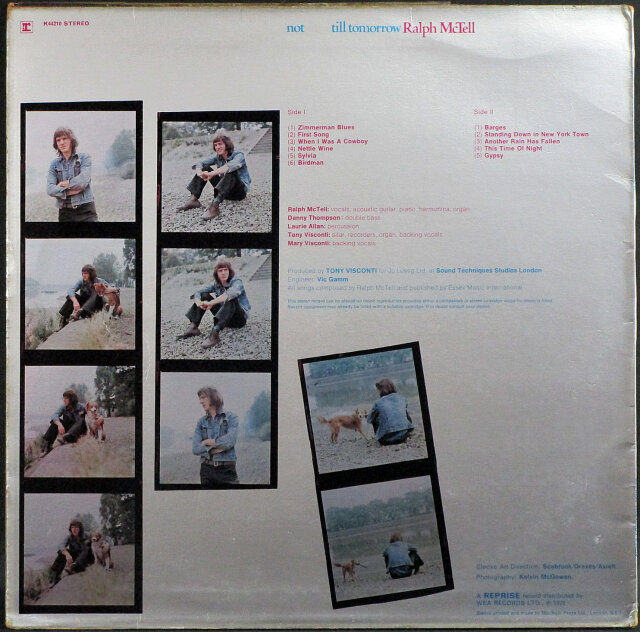 K44210 STEREO
not till tomorrow Ralph McTell
Side I
(1) Zimmerman Blues
(2) First Song
(3) When I Was A Cowboy
(4) Nettle Wine
(5) Sylvia
(6) Birdman
Side II
(1) Barges
(2) Standing Down in New York Town
(3) Another Rain Has Fallen
(4) This Time Of Night
(5) Gypsy
Ralph McTell: vocals, acoustic guitar, piano, harmonica, organ
Danny Thompson: double bass
Laurie Allan: percussion
Tony Visconti: sitar, recorders, organ, backing vocals
Mary Visconti: backing vocals
Produced by TONY VISCONTI for Jo Lustig Ltd. at Sound Techniques Studios London
Engineer: Vic Gamm
All songs composed by Ralph McTell and published by Essex Music International
Sleeve Art Direction:
Photography: Kelvin McGowan.
A REPRISE record distributed by
WEA RECORDS LTD., 1972